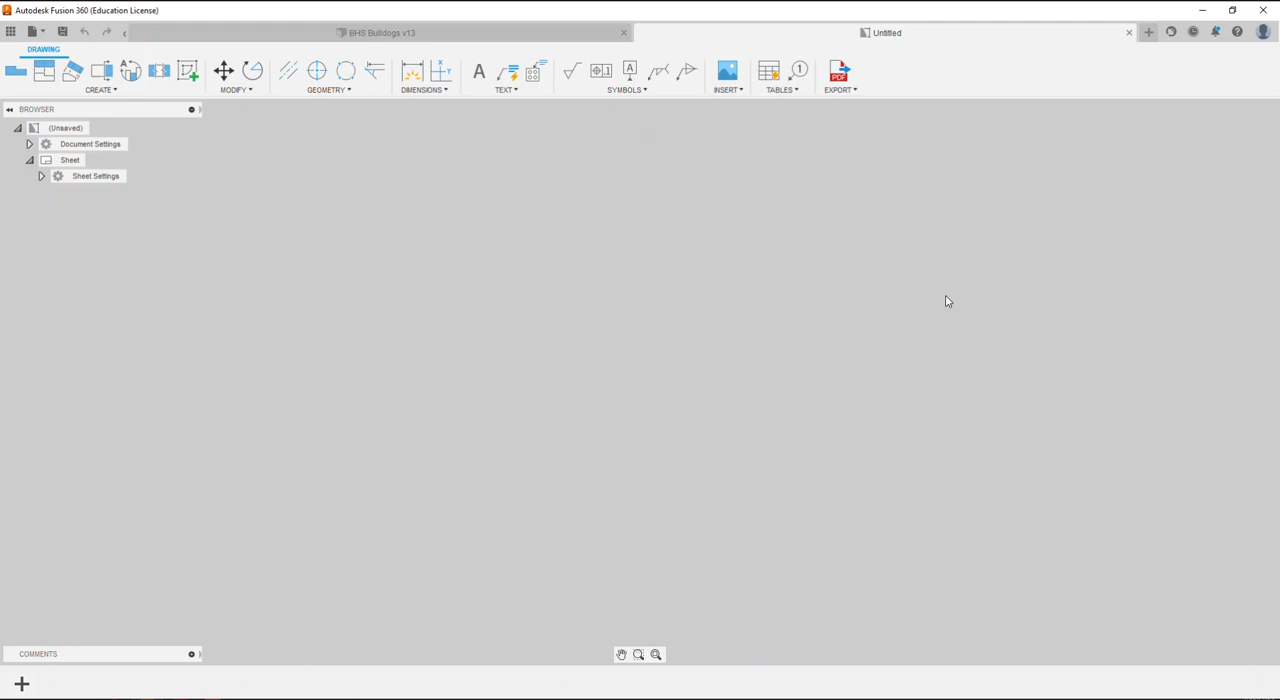 Autodesk Fusion 360 (Education License)
BHS Bulldogs v13
Untitled
DRAWING
CREATE
MODIFY
GEOMETRY
DIMENSIONS
TEXT
SYMBOLS
INSERT
TABLES
EXPORT
BROWSER
(Unsaved)
Document Settings
Sheet
Sheet Settings
COMMENTS